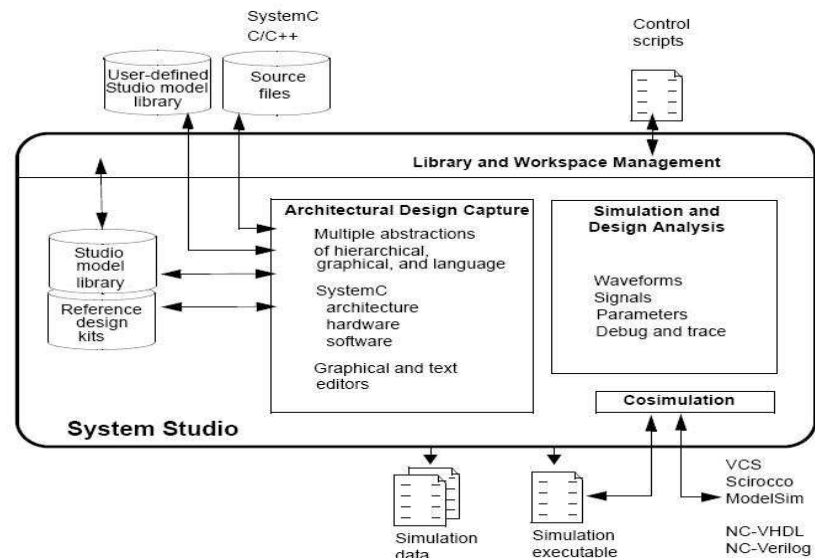 SystemC
C/C++
Control
scripts
User-defined
Studio model
library
Source
files
Library and Workspace Management
Architectural Design Capture
Multiple abstractions
of hierarchical,
graphical, and language
SystemC
architecture
hardware
software
Graphical and text
editors
Simulation and
Design Analysis
Waveforms
Signals
Parameters
Debug and trace
Studio
model
library
Reference
design
kits
Cosimulation
System Studio
Simulation
data
Simulation
executable
VCS
Scirocco
ModelSim
NC-VHDL
NC-Verilog